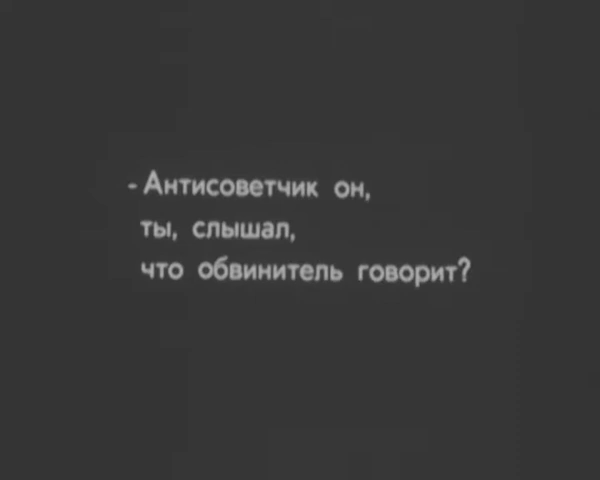 - Антисоветчик он,
ты, слышал,
что обвинитель говорит?